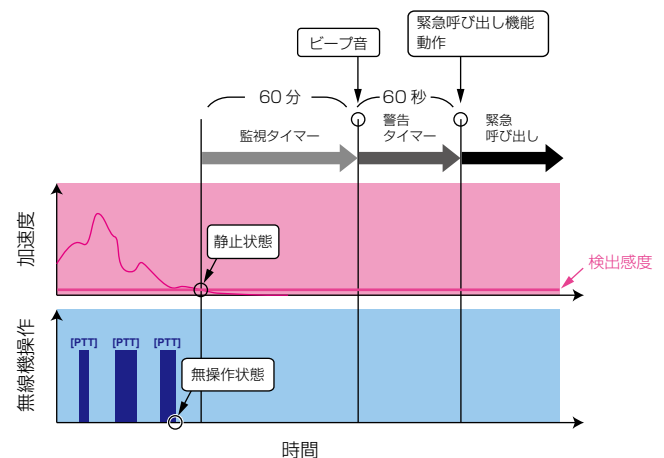 緊急呼び出し機能
動作
ビープ音
60 分
60 秒
監視タイマー
警告
タイマー
緊急
呼び出し
加速度
静止状態
検出感度
無線機操作
[PTT]
[PTT]
[PTT]
無操作状態
時間